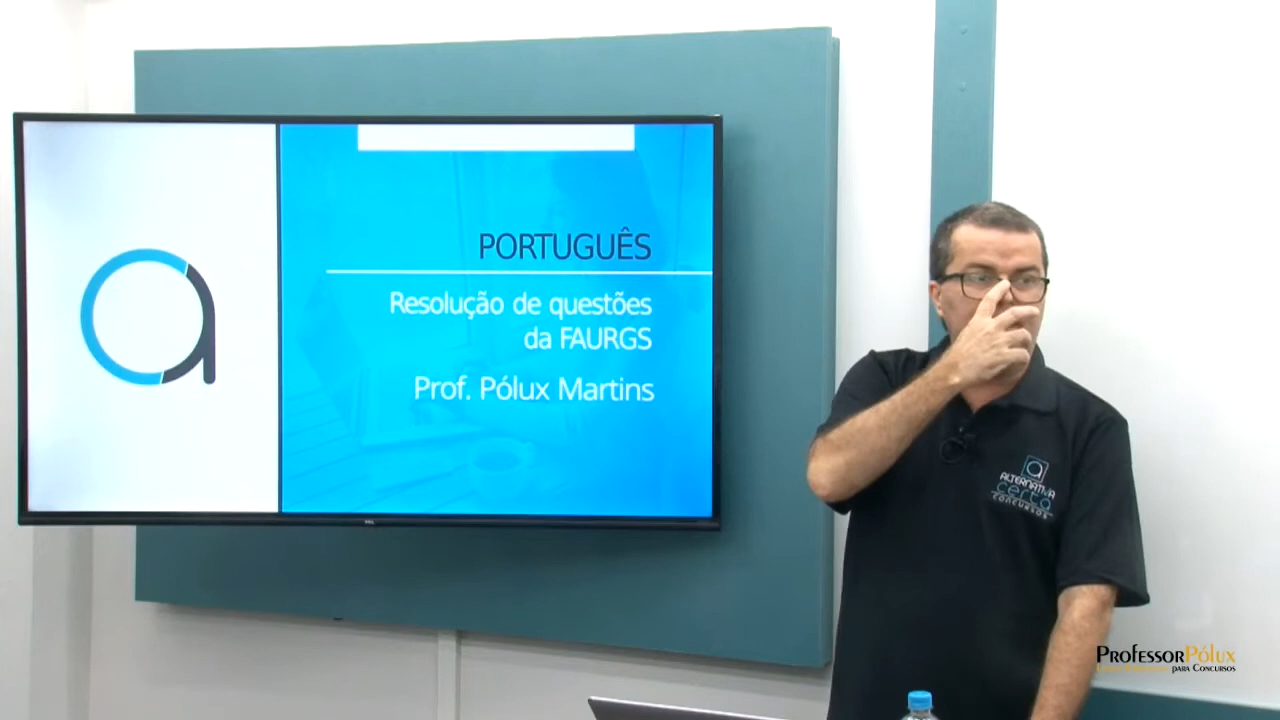 PORTUGUÊS
Resolução de questões
da FAURGS
Prof. Pólux Martins
ALTERNATIVA
certa
CONCURSOS
PROFESSORPÓLUX
PARA CONCURSOS